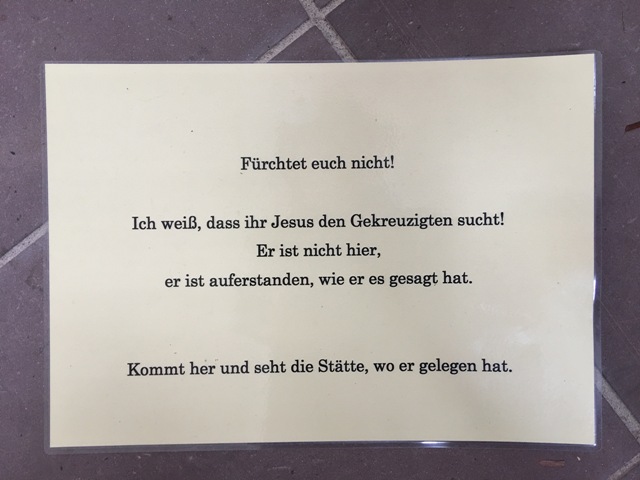 Fürchtet euch nicht!
Ich weiß, dass ihr Jesus den Gekreuzigten sucht!
Er ist nicht hier,
er ist auferstanden, wie er es gesagt hat.
Kommt her und seht die Stätte, wo er gelegen hat.